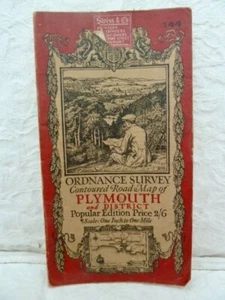 144
ORDNANCE SURVEY
Contoured Road Map of
PLYMOUTH
and DISTRICT
Popular Edition Price 2/6
Scale: One Inch to One Mile